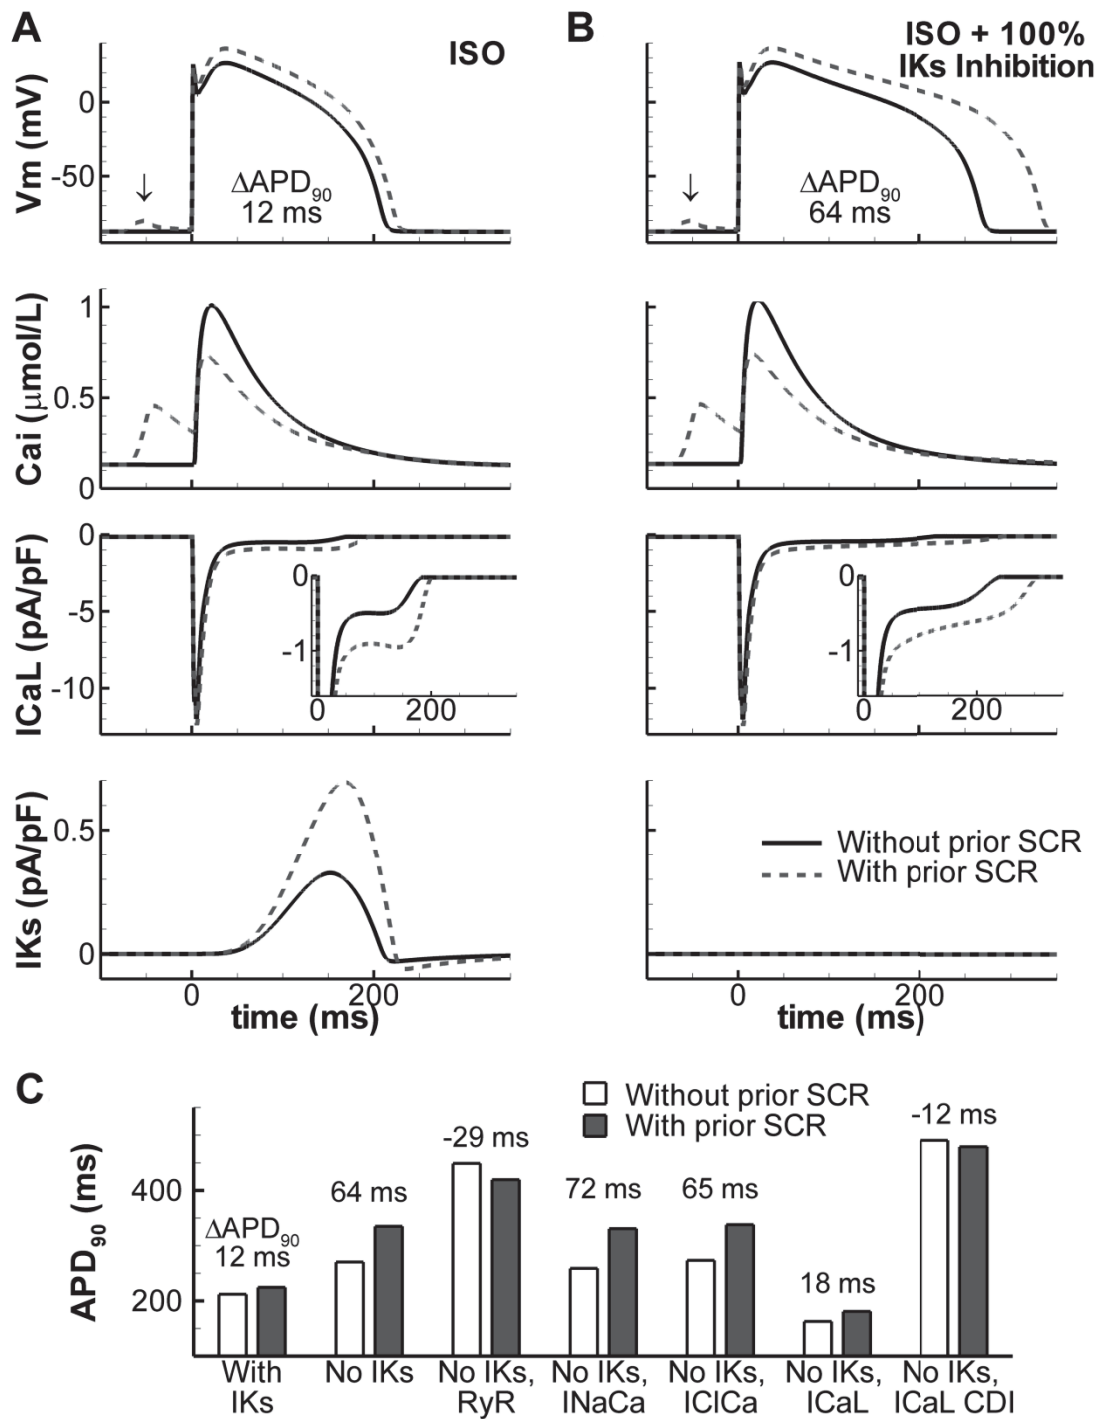 A
ISO
B
ISO + 100%
IKs Inhibition
Vm (mV)
0
-50
↓
ΔAPD90
12 ms
↓
ΔAPD90
64 ms
Cai (μmol/L)
1
0.5
0
ICaL (pA/pF)
0
-5
-10
0
-1
0
200
0
-1
0
200
IKs (pA/pF)
0.5
0
Without prior SCR
With prior SCR
0
200
time (ms)
0
200
time (ms)
C
Without prior SCR
With prior SCR
APD90 (ms)
400
200
ΔAPD90
12 ms
64 ms
-29 ms
72 ms
65 ms
18 ms
-12 ms
With
IKs
No IKs
No IKs,
RyR
No IKs,
INaCa
No IKs,
IClCa
No IKs,
ICaL
No IKs,
ICaL CDI